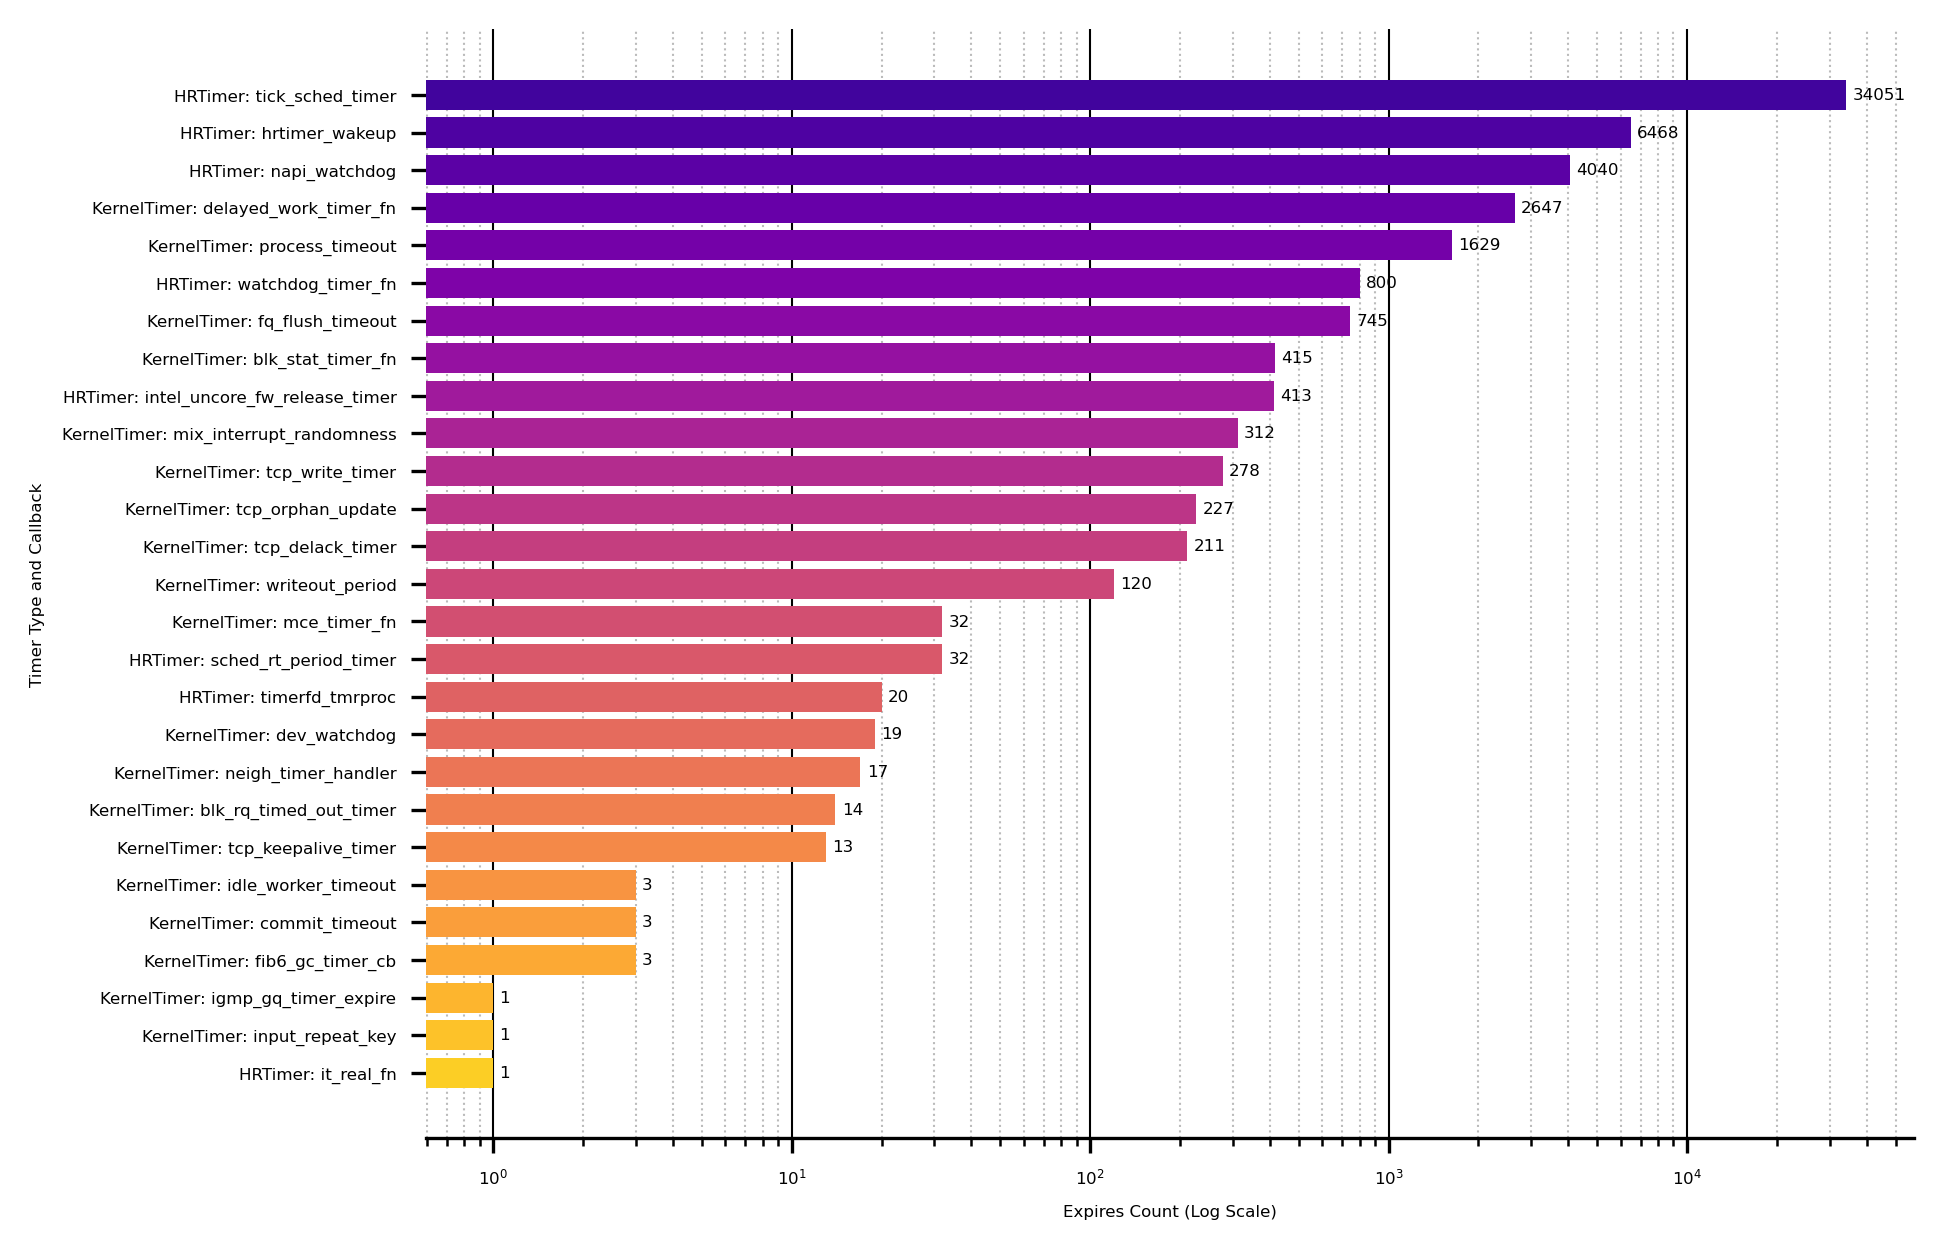 HRTimer: tick_sched_timer 34051
HRTimer: hrtimer_wakeup 6468
HRTimer: napi_watchdog 4040
KernelTimer: delayed_work_timer_fn 2647
KernelTimer: process_timeout 1629
HRTimer: watchdog_timer_fn 800
KernelTimer: fq_flush_timeout 745
KernelTimer: blk_stat_timer_fn 415
HRTimer: intel_uncore_fw_release_timer 413
KernelTimer: mix_interrupt_randomness 312
KernelTimer: tcp_write_timer 278
KernelTimer: tcp_orphan_update 227
KernelTimer: tcp_delack_timer 211
KernelTimer: writeout_period 120
KernelTimer: mce_timer_fn 32
HRTimer: sched_rt_period_timer 32
HRTimer: timerfd_tmrproc 20
KernelTimer: dev_watchdog 19
KernelTimer: neigh_timer_handler 17
KernelTimer: blk_rq_timed_out_timer 14
KernelTimer: tcp_keepalive_timer 13
KernelTimer: idle_worker_timeout 3
KernelTimer: commit_timeout 3
KernelTimer: fib6_gc_timer_cb 3
KernelTimer: igmp_gq_timer_expire 1
KernelTimer: input_repeat_key 1
HRTimer: it_real_fn 1
Timer Type and Callback
10⁰ 10¹ 10² 10³ 10⁴
Expires Count (Log Scale)